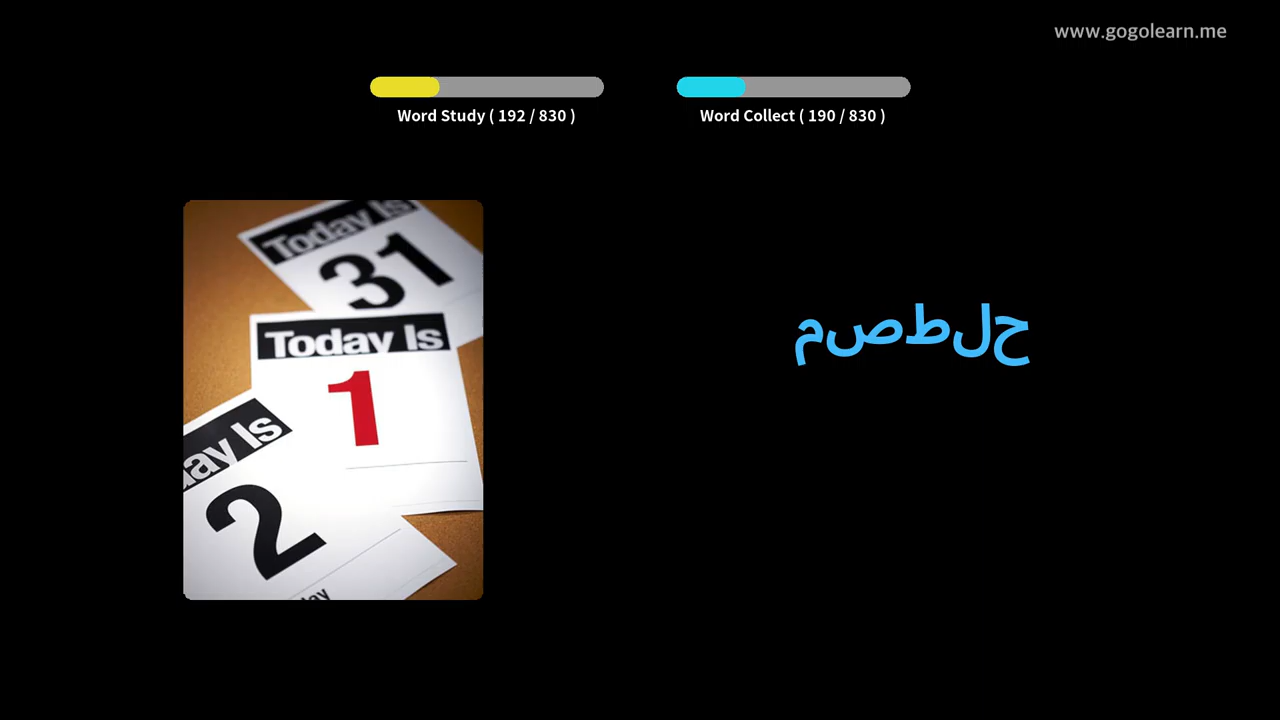 www.gogolearn.me
Word Study ( 192 / 830 )
Word Collect ( 190 / 830 )
Today Is
31
Today Is
1
day Is
2
ay
ح‌ل‌ط‌ص‌م